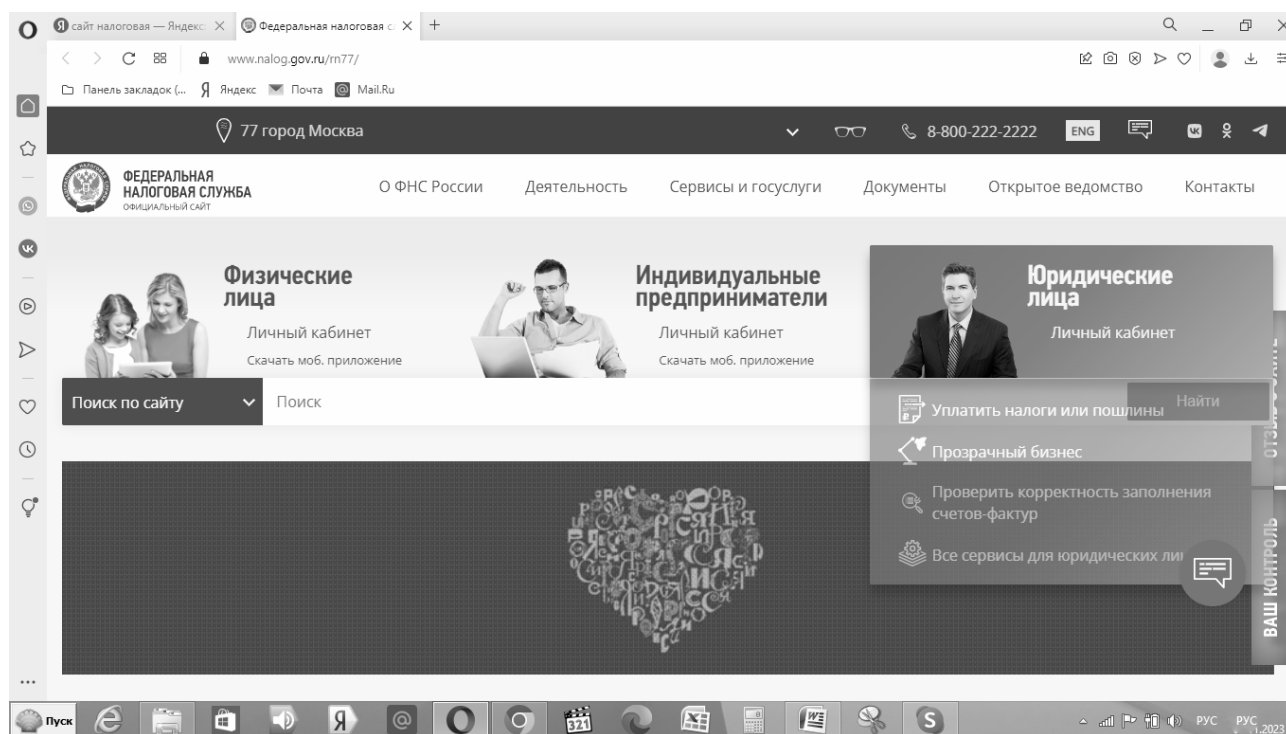 сайт налоговая — Яндекс
Федеральная налоговая с
www.nalog.gov.ru/rn77/
Панель закладок (...
Яндекс
Почта
Mail.Ru
77 город Москва
8-800-222-2222
ENG
ФЕДЕРАЛЬНАЯ
НАЛОГОВАЯ СЛУЖБА
ОФИЦИАЛЬНЫЙ САЙТ
О ФНС России
Деятельность
Сервисы и госуслуги
Документы
Открытое ведомство
Контакты
Физические
лица
Личный кабинет
Скачать моб. приложение
Индивидуальные
предприниматели
Личный кабинет
Скачать моб. приложение
Юридические
лица
Личный кабинет
Поиск по сайту
Поиск
Найти
Уплатить налоги или пошлины
Прозрачный бизнес
Проверить корректность заполнения
счетов-фактур
Все сервисы для юридических ли
ВАШ КОНТРОЛЬ
Пуск
321
РУС
РУС
.2023